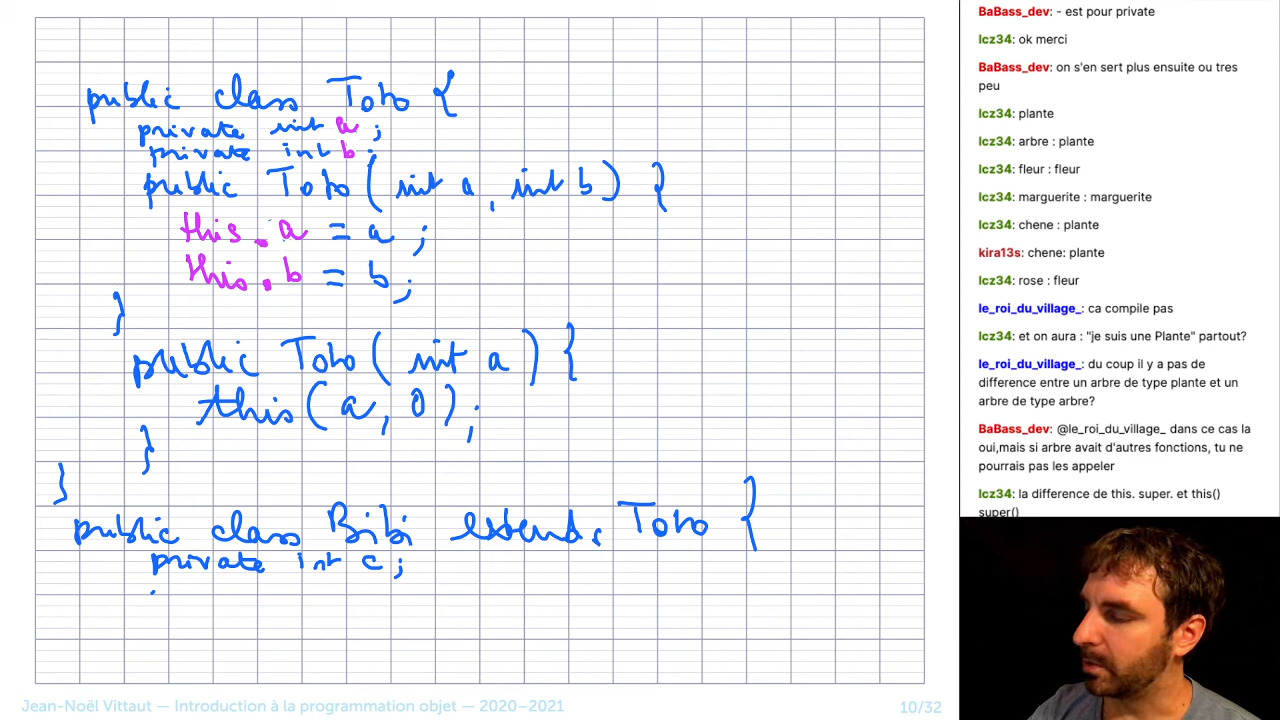 public class Toto {
private int a ;
private int b ;
public Toto ( int a , int b ) {
this . a = a ;
this . b = b ;
}
public Toto ( int a ) {
this ( a , 0 ) ;
}
}
public class Bibi extends Toto {
private int c ;
Jean-Noël Vittaut — Introduction à la programmation objet — 2020–2021
10/32
BaBass_dev: - est pour private
lcz34: ok merci
BaBass_dev: on s'en sert plus ensuite ou tres
peu
lcz34: plante
lcz34: arbre : plante
lcz34: fleur : fleur
lcz34: marguerite : marguerite
lcz34: chene : plante
kira13s: chene: plante
lcz34: rose : fleur
le_roi_du_village_: ca compile pas
lcz34: et on aura : "je suis une Plante" partout?
le_roi_du_village_: du coup il y a pas de
difference entre un arbre de type plante et un
arbre de type arbre?
BaBass_dev: @le_roi_du_village_ dans ce cas la
oui,mais si arbre avait d'autres fonctions, tu ne
pourrais pas les appeler
lcz34: la difference de this. super. et this()
super()